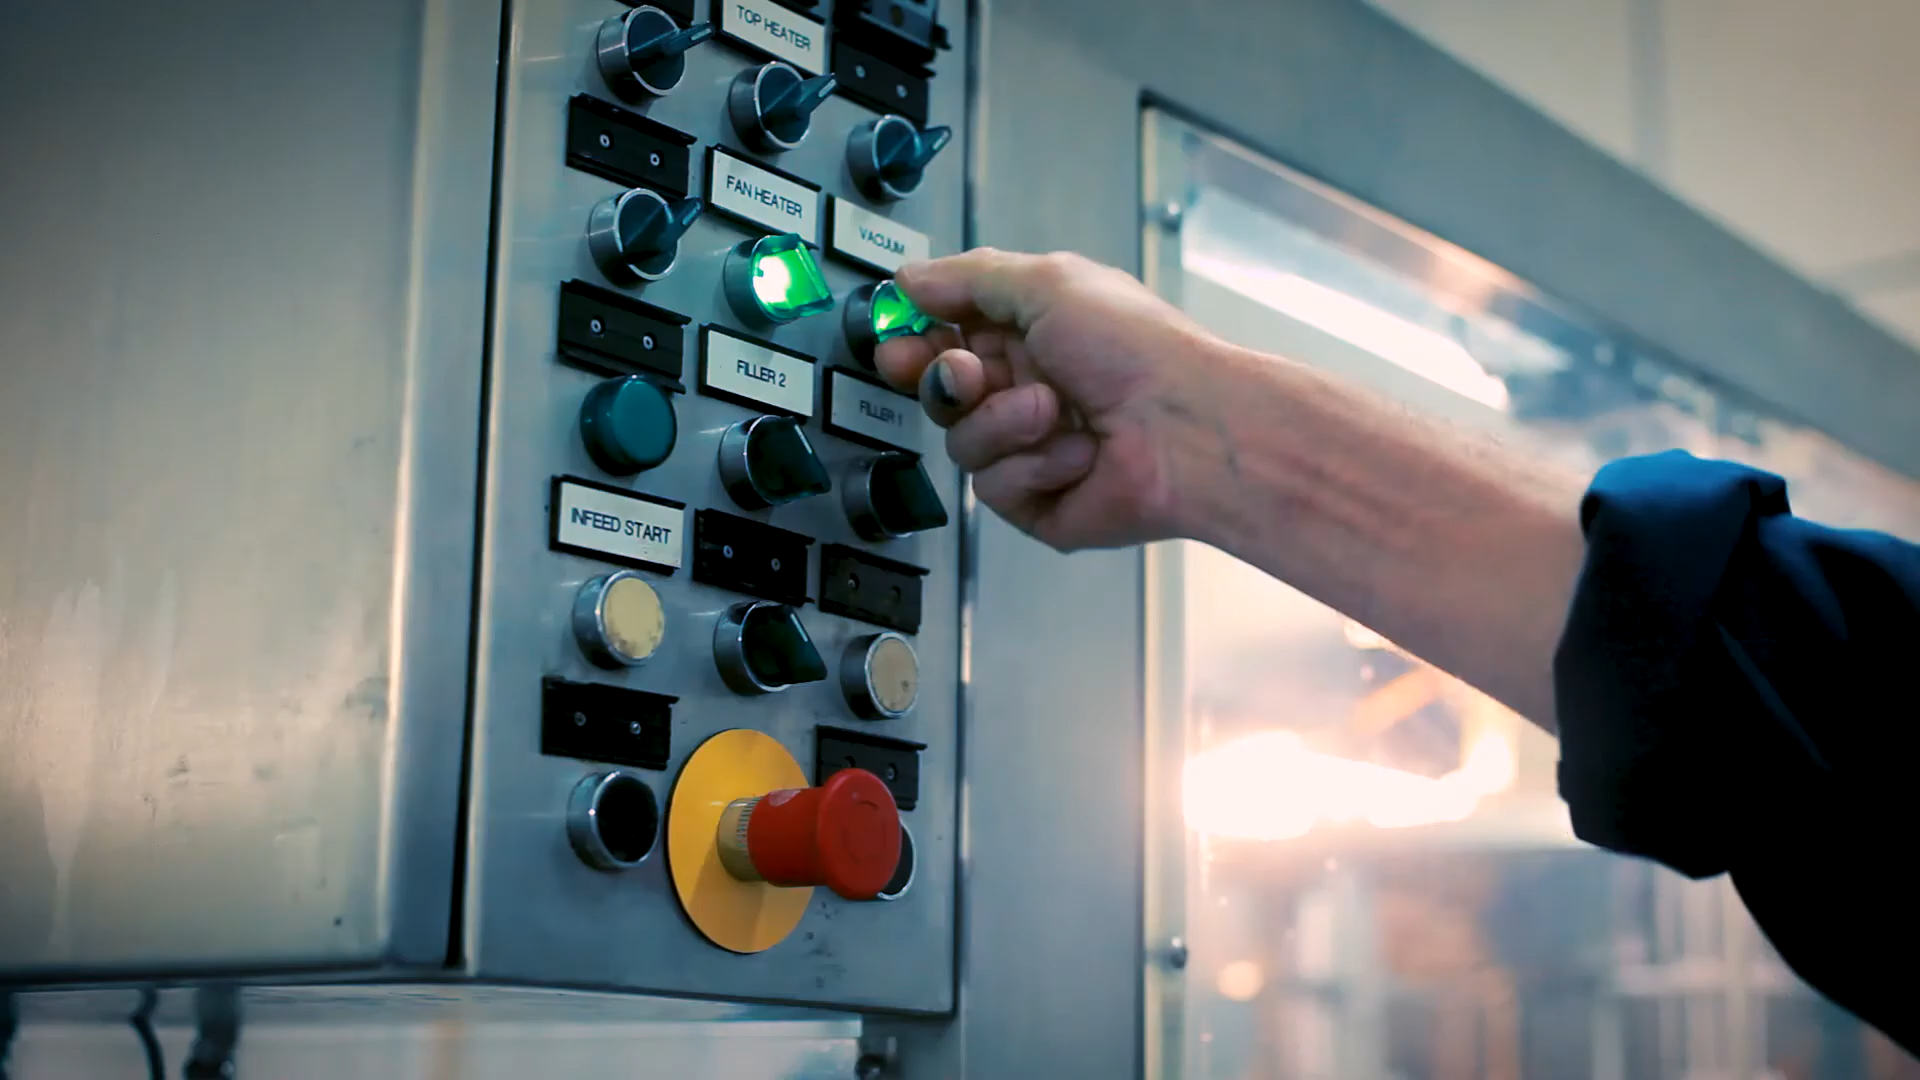 TOP HEATER
FAN HEATER
VACUUM
FILLER 2
FILLER 1
INFEED START